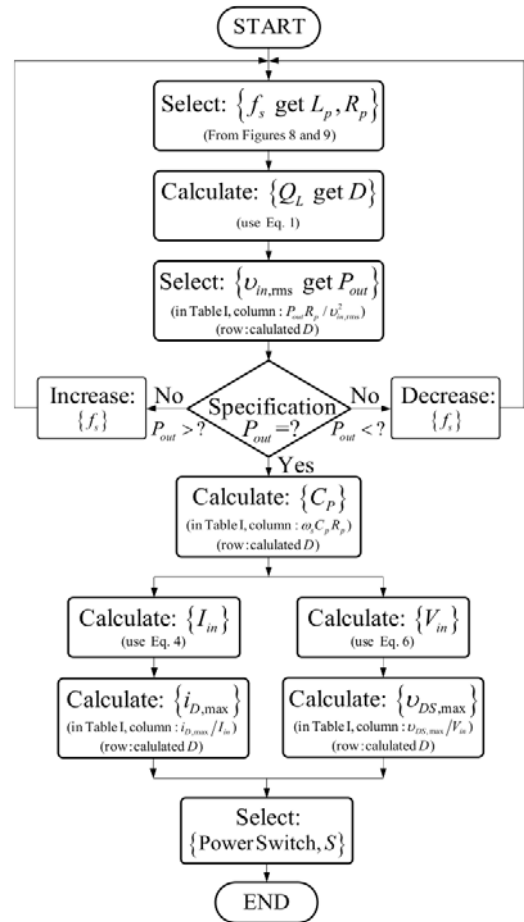 START
Select: {f_s get L_p, R_p}
(From Figures 8 and 9)
Calculate: {Q_L get D}
(use Eq. 1)
Select: {υ_in,rms get P_out}
(in Table I, column : P_out R_p / υ²_in,rms)
(row: calulated D)
Increase:
{f_s}
No
P_out >?
Specification
P_out =?
No
P_out <?
Decrease:
{f_s}
Yes
Calculate: {C_P}
(in Table I, column : ω_s C_p R_p)
(row: calulated D)
Calculate: {I_in}
(use Eq. 4)
Calculate: {V_in}
(use Eq. 6)
Calculate: {i_D,max}
(in Table I, column : i_D,max/I_in)
(row: calulated D)
Calculate: {υ_DS,max}
(in Table I, column : υ_DS,max/V_in)
(row: calulated D)
Select:
{Power Switch, S}
END